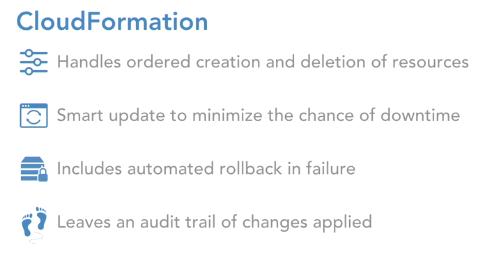 CloudFormation
Handles ordered creation and deletion of resources
Smart update to minimize the chance of downtime
Includes automated rollback in failure
Leaves an audit trail of changes applied